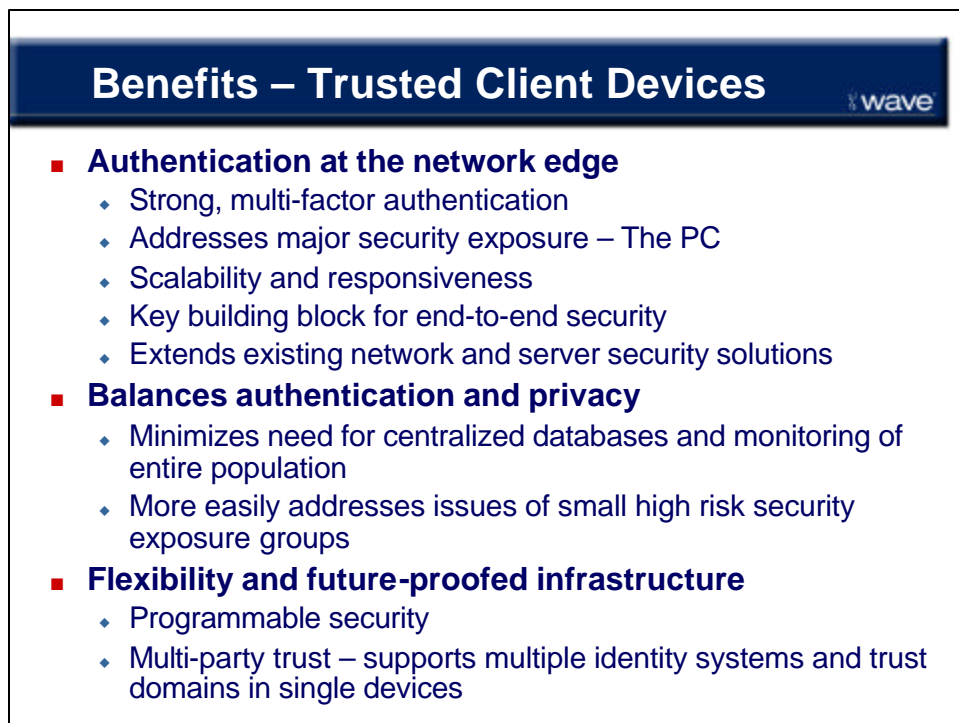 Benefits – Trusted Client Devices
wave
Authentication at the network edge
Strong, multi-factor authentication
Addresses major security exposure – The PC
Scalability and responsiveness
Key building block for end-to-end security
Extends existing network and server security solutions
Balances authentication and privacy
Minimizes need for centralized databases and monitoring of
entire population
More easily addresses issues of small high risk security
exposure groups
Flexibility and future-proofed infrastructure
Programmable security
Multi-party trust – supports multiple identity systems and trust
domains in single devices